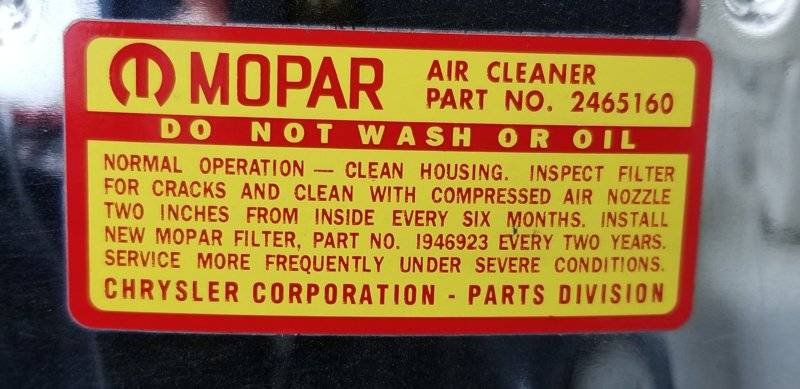 MOPAR
AIR CLEANER
PART NO. 2465160
DO NOT WASH OR OIL
NORMAL OPERATION — CLEAN HOUSING. INSPECT FILTER
FOR CRACKS AND CLEAN WITH COMPRESSED AIR NOZZLE
TWO INCHES FROM INSIDE EVERY SIX MONTHS. INSTALL
NEW MOPAR FILTER, PART NO. 1946923 EVERY TWO YEARS.
SERVICE MORE FREQUENTLY UNDER SEVERE CONDITIONS.
CHRYSLER CORPORATION - PARTS DIVISION